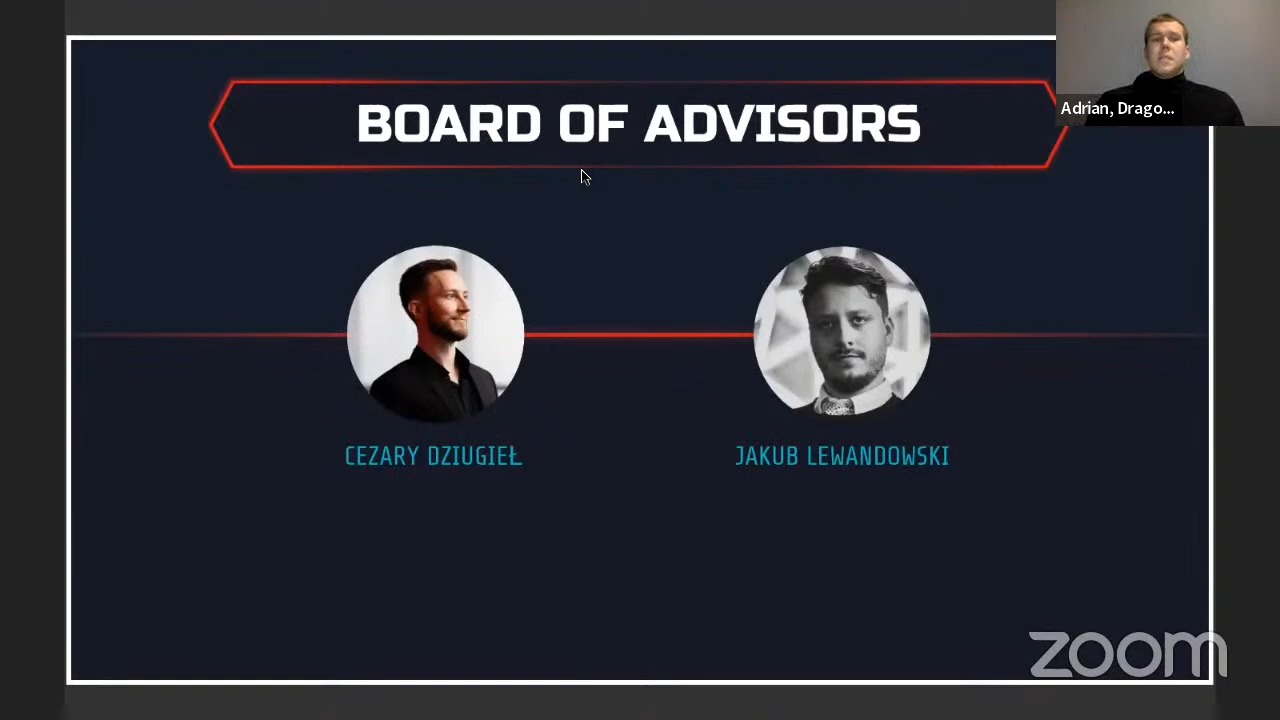 BOARD OF ADVISORS
Adrian, Drago...
CEZARY DZIUGIEŁ
JAKUB LEWANDOWSKI
zoom